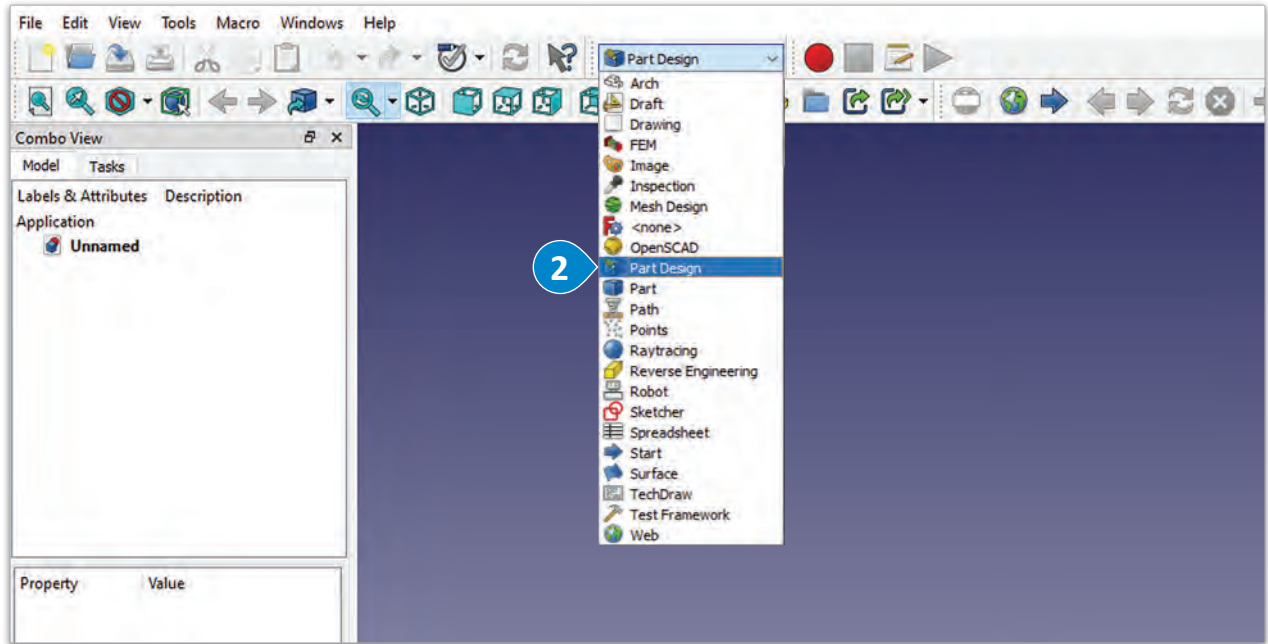 File Edit View Tools Macro Windows Help
Part Design
Combo View
Model Tasks
Labels & Attributes Description
Application
Unnamed
Property Value
2
Arch
Draft
Drawing
FEM
Image
Inspection
Mesh Design
<none>
OpenSCAD
Part Design
Part
Path
Points
Raytracing
Reverse Engineering
Robot
Sketcher
Spreadsheet
Start
Surface
TechDraw
Test Framework
Web